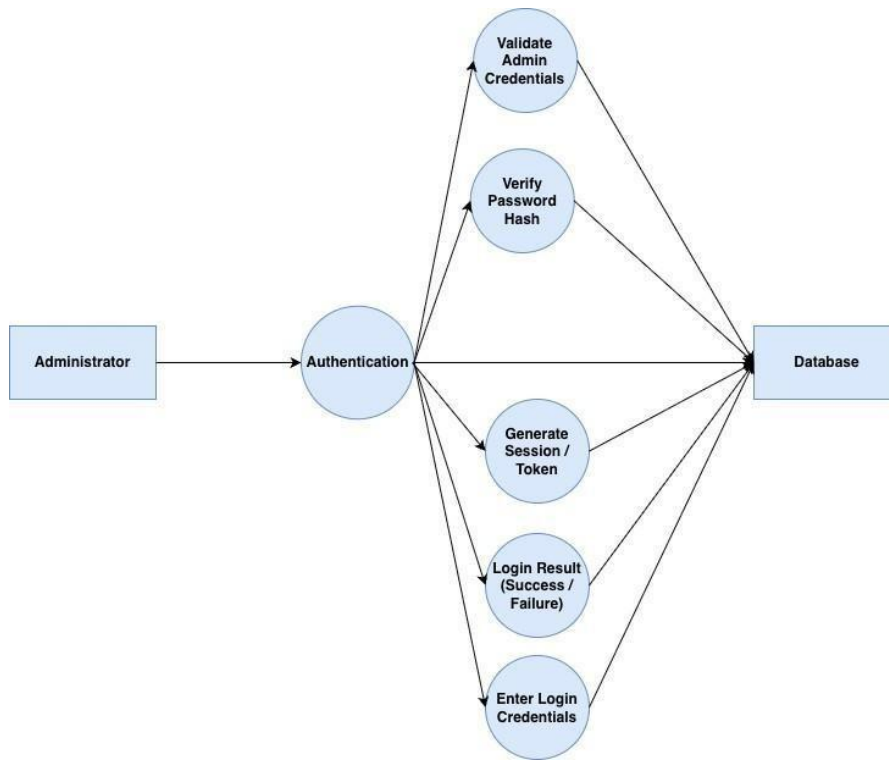 Validate
Admin
Credentials
Verify
Password
Hash
Administrator
Authentication
Database
Generate
Session /
Token
Login Result
(Success /
Failure)
Enter Login
Credentials